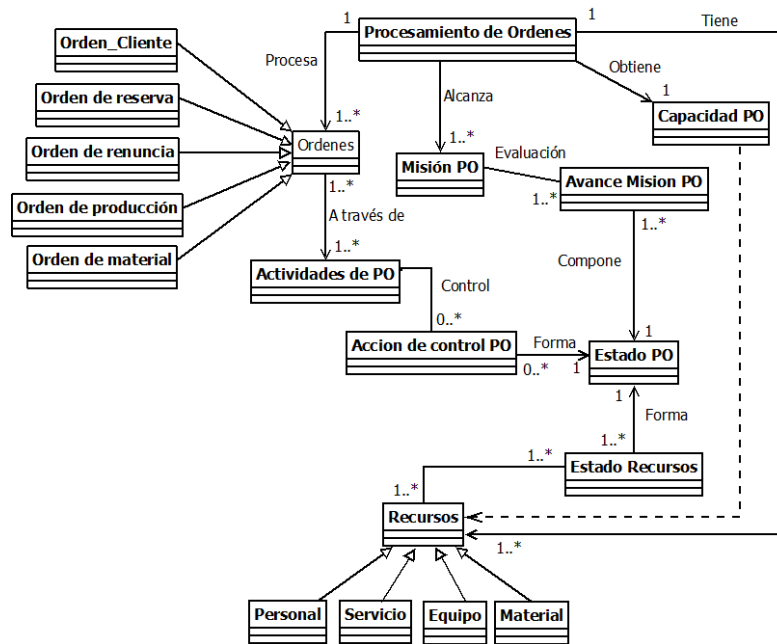 1
1
Tiene
Orden_Cliente
Procesamiento de Ordenes
Procesa
Obtiene
Orden de reserva
Alcanza
1
1..*
1..*
Capacidad PO
Ordenes
Orden de renuncia
Evaluación
Misión PO
Avance Mision PO
1..*
1..*
1..*
Orden de producción
A través de
Orden de material
1..*
Actividades de PO
Compone
Control
0..*
1
Accion de control PO
Forma
Estado PO
0..*
1
1
Forma
1..*
1..*
Estado Recursos
1..*
Recursos
1..*
Personal
Servicio
Equipo
Material